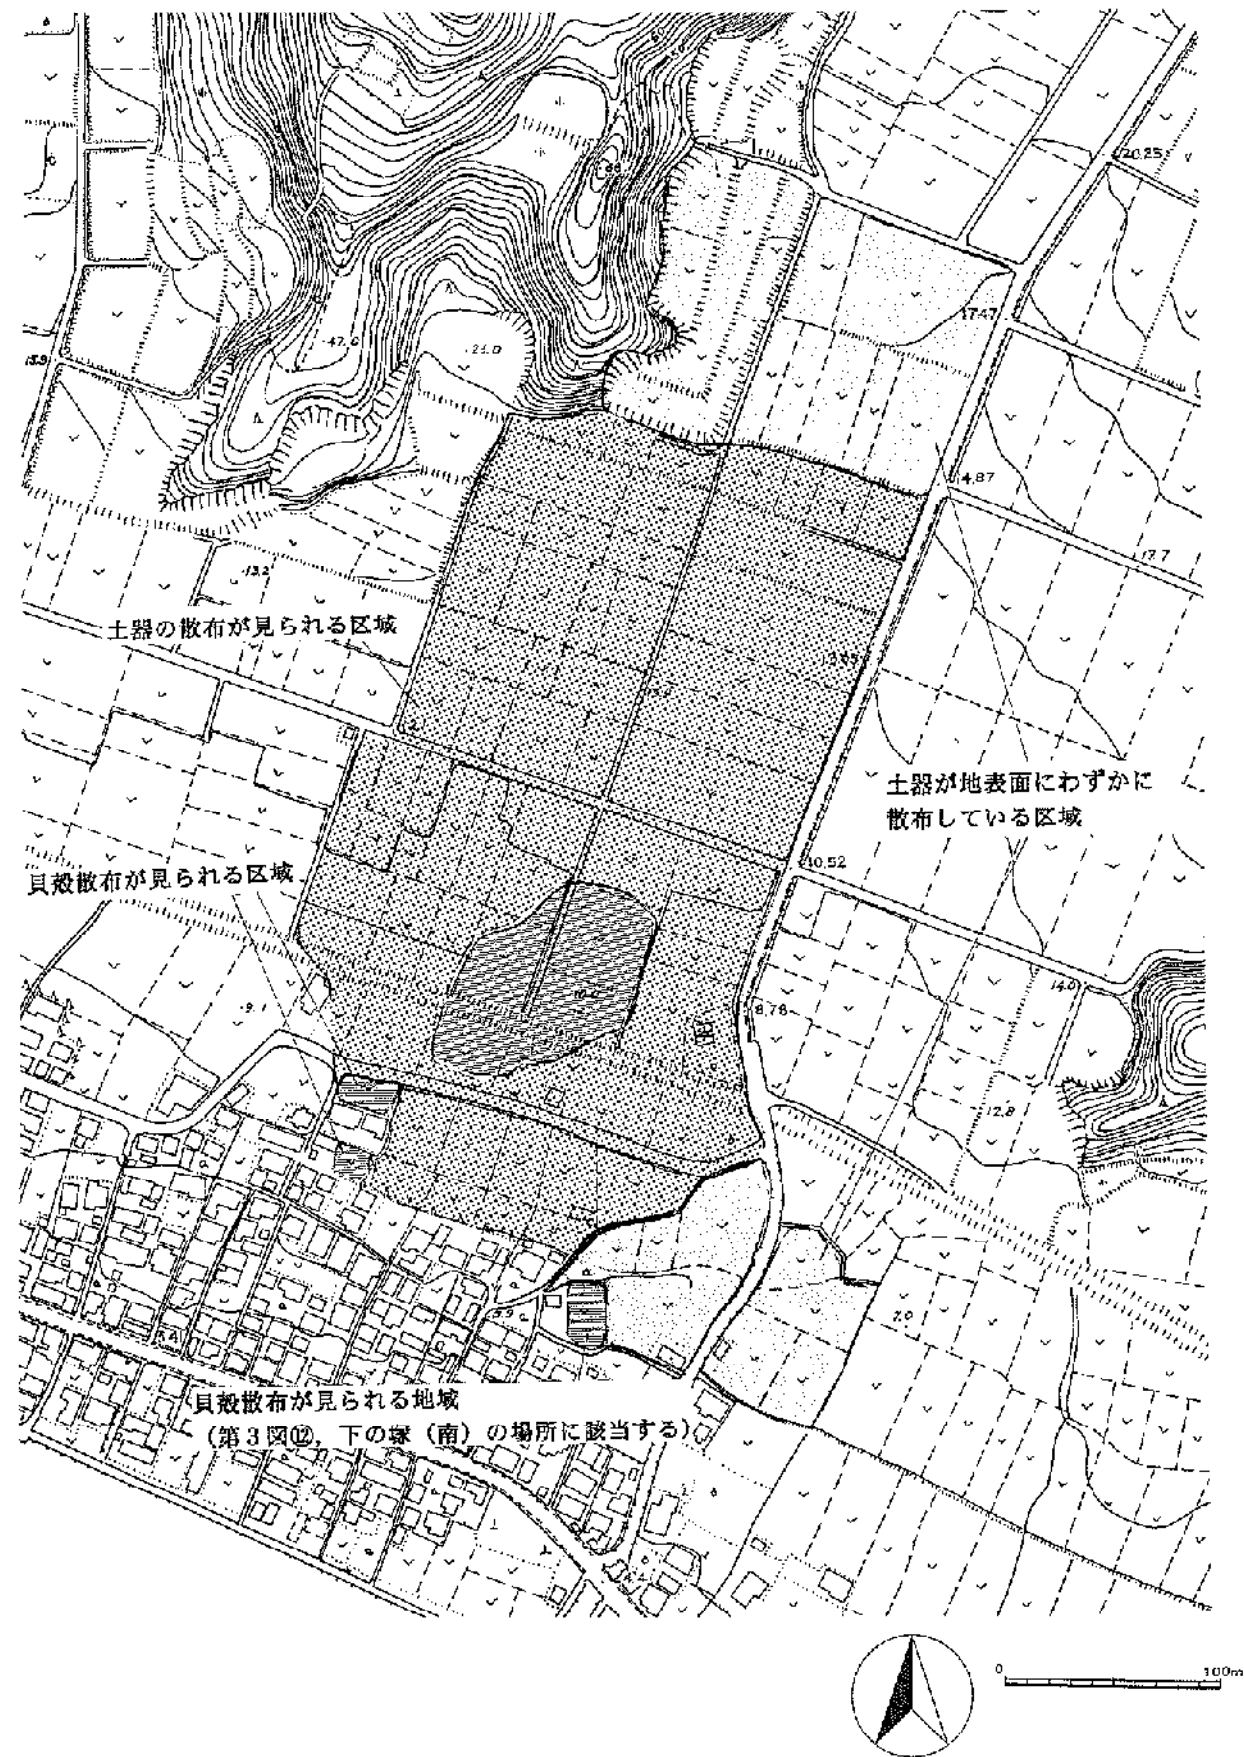 20.25
17.47
15.9
47.0
21.0
14.87
17.7
13.2
土器の散布が見られる区域
土器が地表面にわずかに
散布している区域
10.52
貝殻散布が見られる区域
14.0
8.78
9.1
12.8
7.0
貝殻散布が見られる地域
(第3図⑫, 下の塚(南)の場所に該当する)
0
100m